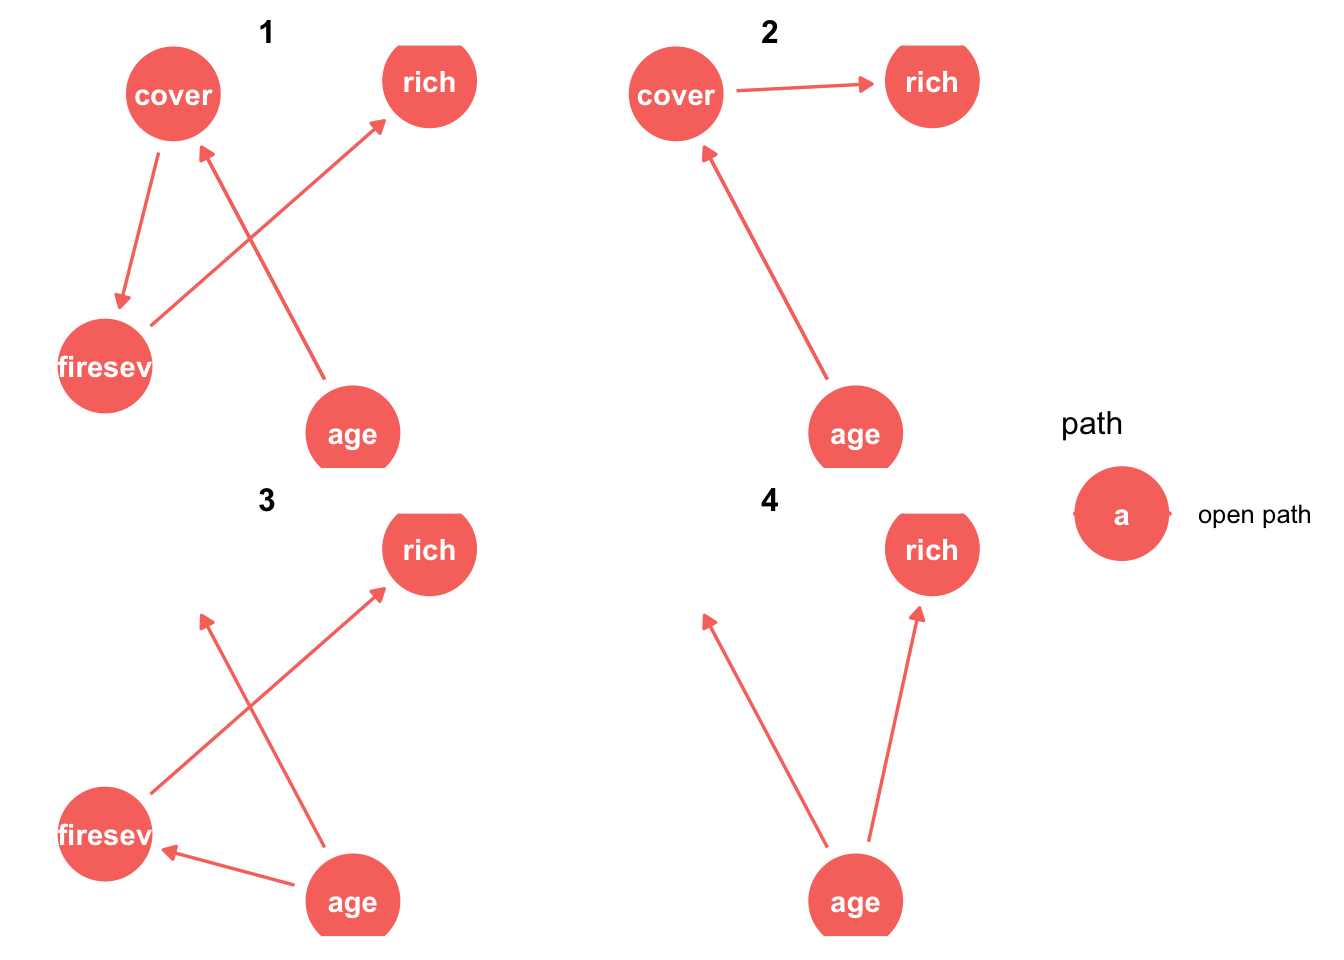 1
cover
rich
firesev
age
2
cover
rich
age
3
rich
firesev
age
4
rich
age
path
a
open path